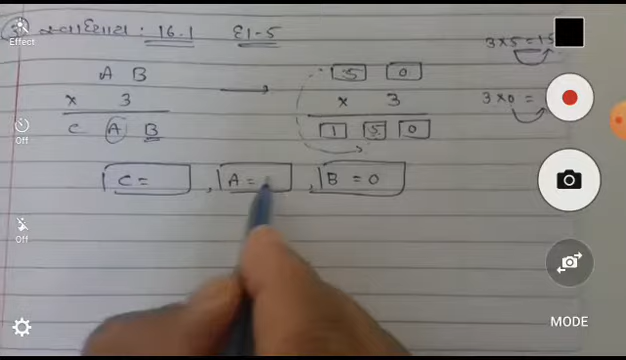 3 સ્વાધ્યાય : 16.1 દા-5
3 x 5 = 15
A B → 5 0
x 3 x 3
3 x 0 =
C A B 1 5 0
C = , A = , B = 0
Effect
Off
Off
MODE